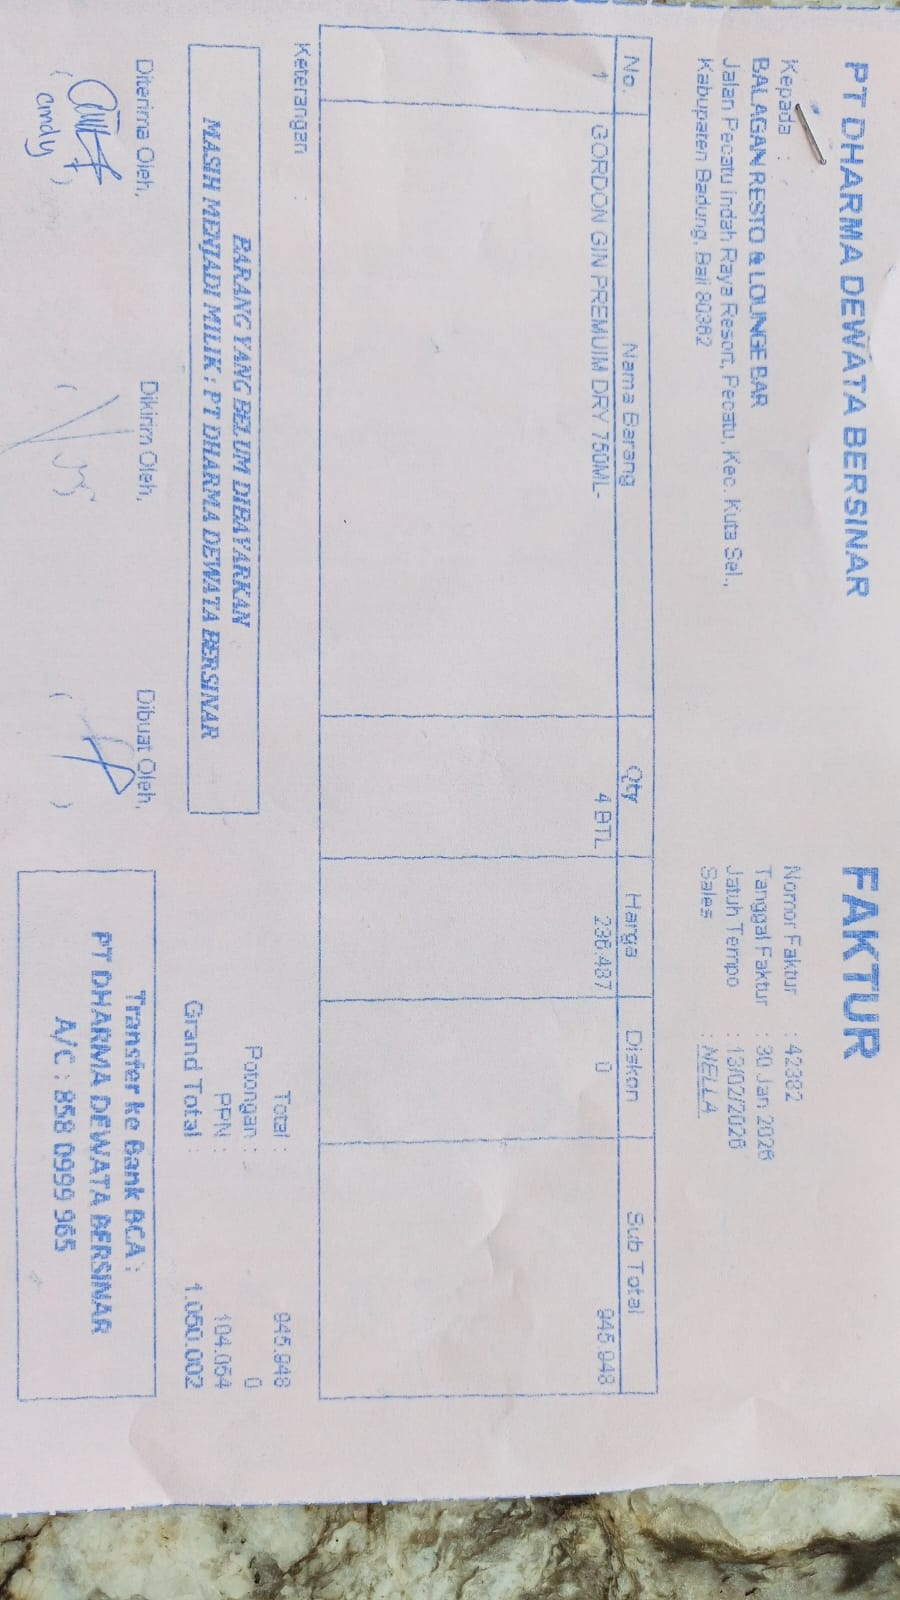 PT DHARMA DEWATA BERSINAR
FAKTUR
Kepada :
BALAGAN RESTO & LOUNGE BAR
Jalan Pecatu Indah Raya Resort, Pecatu, Kec. Kuta Sel.,
Kabupaten Badung, Bali 80362
Nomor Faktur : 42382
Tanggal Faktur : 30 Jan 2026
Jatuh Tempo : 13/02/2026
Sales : NELLA
No. Nama Barang Qty Harga Diskon Sub Total
1 GORDON GIN PREMUIM DRY 750ML- 4 BTL 236.487 0 945.948
Keterangan :
Total : 945.948
Potongan : 0
PPN : 104.054
Grand Total : 1.050.002
BARANG YANG BELUM DIBAYARKAN
MASIH MENJADI MILIK : PT DHARMA DEWATA BERSINAR
Diterima Oleh, Dikirim Oleh, Dibuat Oleh,
( cindy ) ( ) ( )
Transfer ke Bank BCA :
PT DHARMA DEWATA BERSINAR
A/C : 858 0999 965